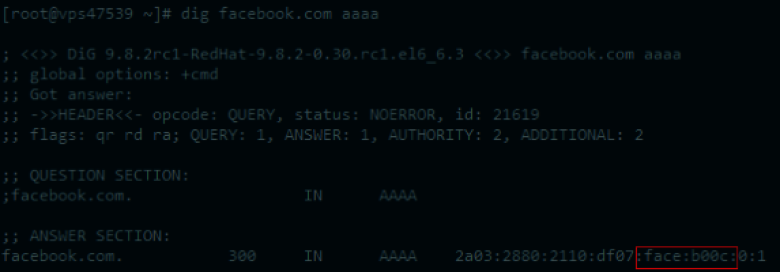 [root@vps47539 ~]# dig facebook.com aaaa
; <<>> DiG 9.8.2rc1-RedHat-9.8.2-0.30.rc1.el6_6.3 <<>> facebook.com aaaa
;; global options: +cmd
;; Got answer:
;; ->>HEADER<<- opcode: QUERY, status: NOERROR, id: 21619
;; flags: qr rd ra; QUERY: 1, ANSWER: 1, AUTHORITY: 2, ADDITIONAL: 2
;; QUESTION SECTION:
;facebook.com. IN AAAA
;; ANSWER SECTION:
facebook.com. 300 IN AAAA 2a03:2880:2110:df07:face:b00c:0:1